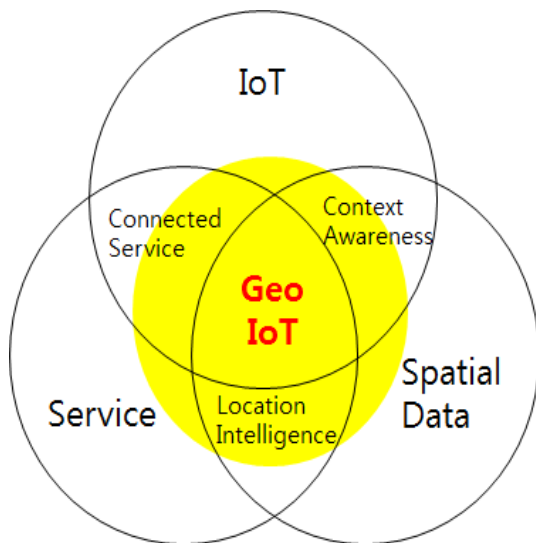 IoT
Connected
Service
Context
Awareness
Geo
IoT
Service
Location
Intelligence
Spatial
Data